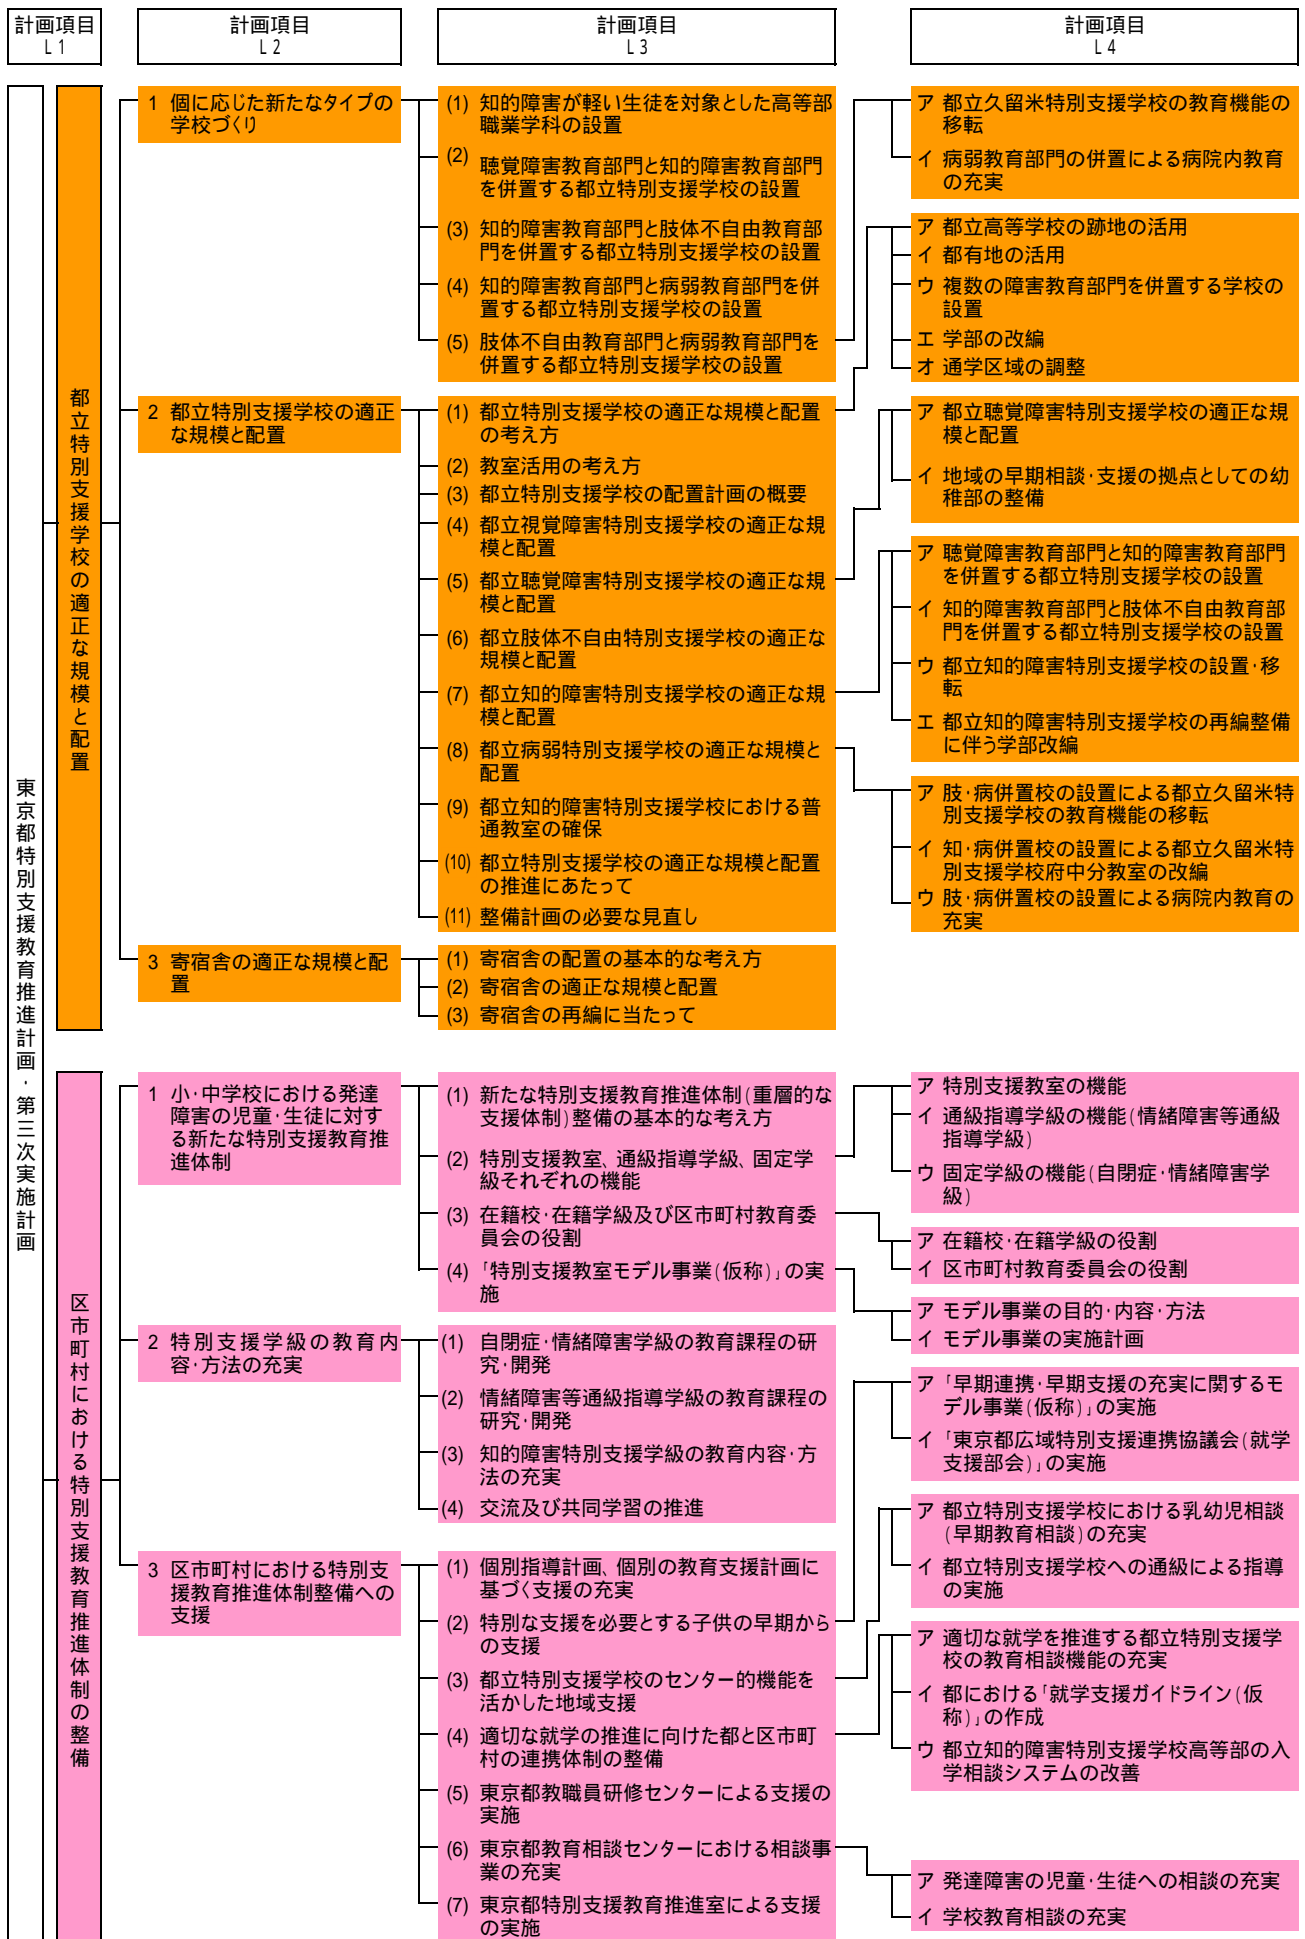 計画項目
L 1
計画項目
L 2
計画項目
L 3
計画項目
L 4
東京都特別支援教育推進計画・第三次実施計画
都立特別支援学校の適正な規模と配置
1 個に応じた新たなタイプの
学校づくり
(1) 知的障害が軽い生徒を対象とした高等部
職業学科の設置
(2) 聴覚障害教育部門と知的障害教育部門
を併置する都立特別支援学校の設置
(3) 知的障害教育部門と肢体不自由教育部
門を併置する都立特別支援学校の設置
(4) 知的障害教育部門と病弱教育部門を併
置する都立特別支援学校の設置
(5) 肢体不自由教育部門と病弱教育部門を
併置する都立特別支援学校の設置
ア 都立久留米特別支援学校の教育機能の
移転
イ 病弱教育部門の併置による病院内教育
の充実
2 都立特別支援学校の適正
な規模と配置
(1) 都立特別支援学校の適正な規模と配置
の考え方
(2) 教室活用の考え方
(3) 都立特別支援学校の配置計画の概要
(4) 都立視覚障害特別支援学校の適正な規
模と配置
(5) 都立聴覚障害特別支援学校の適正な規
模と配置
(6) 都立肢体不自由特別支援学校の適正な
規模と配置
(7) 都立知的障害特別支援学校の適正な規
模と配置
(8) 都立病弱特別支援学校の適正な規模と
配置
(9) 都立知的障害特別支援学校における普
通教室の確保
(10) 都立特別支援学校の適正な規模と配置
の推進にあたって
(11) 整備計画の必要な見直し
ア 都立高等学校の跡地の活用
イ 都有地の活用
ウ 複数の障害教育部門を併置する学校の
設置
エ 学部の改編
オ 通学区域の調整
ア 都立聴覚障害特別支援学校の適正な規
模と配置
イ 地域の早期相談・支援の拠点としての幼
稚部の整備
ア 聴覚障害教育部門と知的障害教育部門
を併置する都立特別支援学校の設置
イ 知的障害教育部門と肢体不自由教育部
門を併置する都立特別支援学校の設置
ウ 都立知的障害特別支援学校の設置・移
転
エ 都立知的障害特別支援学校の再編整備
に伴う学部改編
ア 肢・病併置校の設置による都立久留米特
別支援学校の教育機能の移転
イ 知・病併置校の設置による都立久留米特
別支援学校府中分教室の改編
ウ 肢・病併置校の設置による病院内教育の
充実
3 寄宿舎の適正な規模と配
置
(1) 寄宿舎の配置の基本的な考え方
(2) 寄宿舎の適正な規模と配置
(3) 寄宿舎の再編に当たって
区市町村における特別支援教育推進体制の整備
1 小・中学校における発達
障害の児童・生徒に対す
る新たな特別支援教育推
進体制
(1) 新たな特別支援教育推進体制(重層的な
支援体制)整備の基本的な考え方
(2) 特別支援教室、通級指導学級、固定学
級それぞれの機能
(3) 在籍校・在籍学級及び区市町村教育委
員会の役割
(4) 「特別支援教室モデル事業(仮称)」の実
施
ア 特別支援教室の機能
イ 通級指導学級の機能(情緒障害等通級
指導学級)
ウ 固定学級の機能(自閉症・情緒障害学
級)
ア 在籍校・在籍学級の役割
イ 区市町村教育委員会の役割
ア モデル事業の目的・内容・方法
イ モデル事業の実施計画
2 特別支援学級の教育内
容・方法の充実
(1) 自閉症・情緒障害学級の教育課程の研
究・開発
(2) 情緒障害等通級指導学級の教育課程の
研究・開発
(3) 知的障害特別支援学級の教育内容・方
法の充実
(4) 交流及び共同学習の推進
3 区市町村における特別支
援教育推進体制整備への
支援
(1) 個別指導計画、個別の教育支援計画に
基づく支援の充実
(2) 特別な支援を必要とする子供の早期から
の支援
(3) 都立特別支援学校のセンター的機能を
活かした地域支援
(4) 適切な就学の推進に向けた都と区市町
村の連携体制の整備
(5) 東京都教職員研修センターによる支援の
実施
(6) 東京都教育相談センターにおける相談事
業の充実
(7) 東京都特別支援教育推進室による支援
の実施
ア 「早期連携・早期支援の充実に関するモ
デル事業(仮称)」の実施
イ 「東京都広域特別支援連携協議会(就学
支援部会)」の実施
ア 都立特別支援学校における乳幼児相談
(早期教育相談)の充実
イ 都立特別支援学校への通級による指導
の実施
ア 適切な就学を推進する都立特別支援学
校の教育相談機能の充実
イ 都における「就学支援ガイドライン(仮
称)」の作成
ウ 都立知的障害特別支援学校高等部の入
学相談システムの改善
ア 発達障害の児童・生徒への相談の充実
イ 学校教育相談の充実